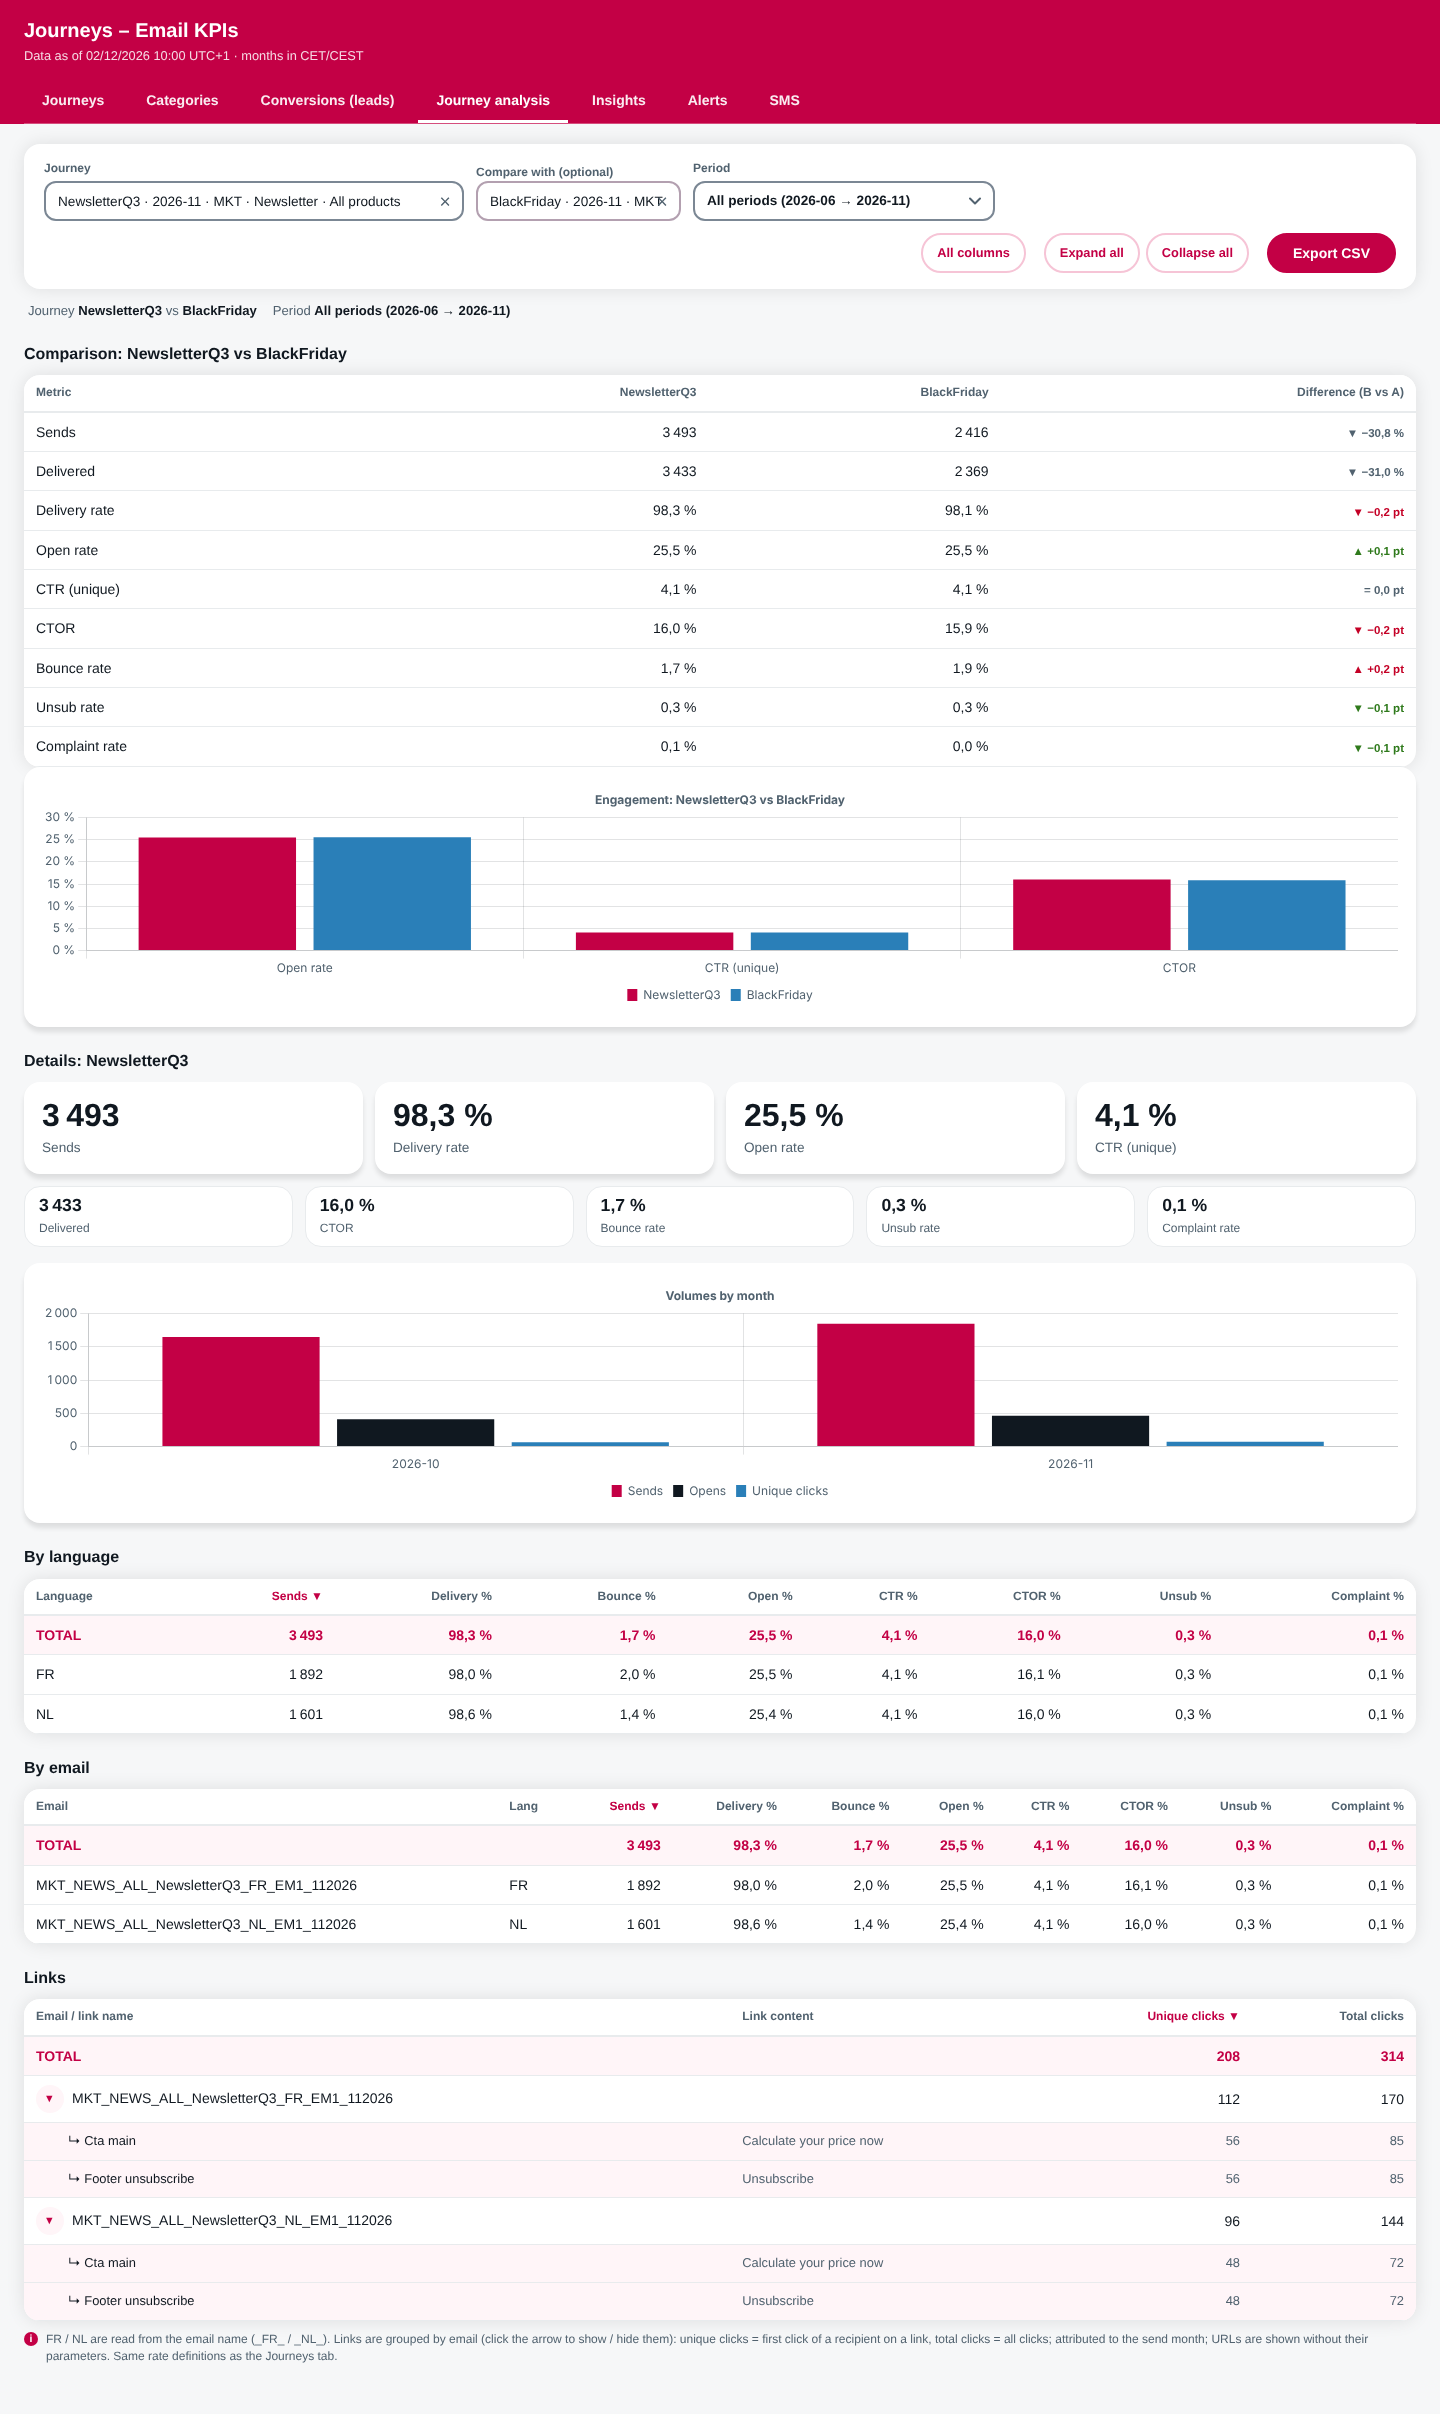 Journeys – Email KPIs
Data as of 02/12/2026 10:00 UTC+1 · months in CET/CEST
Journeys Categories Conversions (leads) Journey analysis Insights Alerts SMS
Journey Compare with (optional) Period
NewsletterQ3 · 2026-11 · MKT · Newsletter · All products × BlackFriday · 2026-11 · MKT × All periods (2026-06 → 2026-11)
All columns Expand all Collapse all Export CSV
Journey NewsletterQ3 vs BlackFriday Period All periods (2026-06 → 2026-11)
Comparison: NewsletterQ3 vs BlackFriday
Metric NewsletterQ3 BlackFriday Difference (B vs A)
Sends 3 493 2 416 ▼ −30,8 %
Delivered 3 433 2 369 ▼ −31,0 %
Delivery rate 98,3 % 98,1 % ▼ −0,2 pt
Open rate 25,5 % 25,5 % ▲ +0,1 pt
CTR (unique) 4,1 % 4,1 % = 0,0 pt
CTOR 16,0 % 15,9 % ▼ −0,2 pt
Bounce rate 1,7 % 1,9 % ▲ +0,2 pt
Unsub rate 0,3 % 0,3 % ▼ −0,1 pt
Complaint rate 0,1 % 0,0 % ▼ −0,1 pt
Engagement: NewsletterQ3 vs BlackFriday
30 %
25 %
20 %
15 %
10 %
5 %
0 %
Open rate CTR (unique) CTOR
NewsletterQ3 BlackFriday
Details: NewsletterQ3
3 493 98,3 % 25,5 % 4,1 %
Sends Delivery rate Open rate CTR (unique)
3 433 16,0 % 1,7 % 0,3 % 0,1 %
Delivered CTOR Bounce rate Unsub rate Complaint rate
Volumes by month
2 000
1 500
1 000
500
0
2026-10 2026-11
Sends Opens Unique clicks
By language
Language Sends ▼ Delivery % Bounce % Open % CTR % CTOR % Unsub % Complaint %
TOTAL 3 493 98,3 % 1,7 % 25,5 % 4,1 % 16,0 % 0,3 % 0,1 %
FR 1 892 98,0 % 2,0 % 25,5 % 4,1 % 16,1 % 0,3 % 0,1 %
NL 1 601 98,6 % 1,4 % 25,4 % 4,1 % 16,0 % 0,3 % 0,1 %
By email
Email Lang Sends ▼ Delivery % Bounce % Open % CTR % CTOR % Unsub % Complaint %
TOTAL 3 493 98,3 % 1,7 % 25,5 % 4,1 % 16,0 % 0,3 % 0,1 %
MKT_NEWS_ALL_NewsletterQ3_FR_EM1_112026 FR 1 892 98,0 % 2,0 % 25,5 % 4,1 % 16,1 % 0,3 % 0,1 %
MKT_NEWS_ALL_NewsletterQ3_NL_EM1_112026 NL 1 601 98,6 % 1,4 % 25,4 % 4,1 % 16,0 % 0,3 % 0,1 %
Links
Email / link name Link content Unique clicks ▼ Total clicks
TOTAL 208 314
▼ MKT_NEWS_ALL_NewsletterQ3_FR_EM1_112026 112 170
↳ Cta main Calculate your price now 56 85
↳ Footer unsubscribe Unsubscribe 56 85
▼ MKT_NEWS_ALL_NewsletterQ3_NL_EM1_112026 96 144
↳ Cta main Calculate your price now 48 72
↳ Footer unsubscribe Unsubscribe 48 72
i FR / NL are read from the email name (_FR_ / _NL_). Links are grouped by email (click the arrow to show / hide them): unique clicks = first click of a recipient on a link, total clicks = all clicks; attributed to the send month; URLs are shown without their
parameters. Same rate definitions as the Journeys tab.